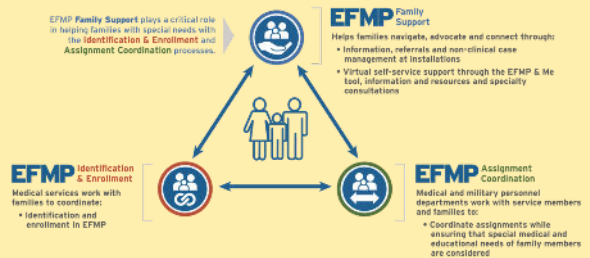 EFMP Family Support plays a critical role
in helping families with special needs with
the Identification & Enrollment and
Assignment Coordination processes.
EFMP Family
Support
Helps families navigate, advocate and connect through:
• Information, referrals and non-clinical case
management at installations
• Virtual self-service support through the EFMP & Me
tool, information and resources and specialty
consultations
EFMP Identification
& Enrollment
Medical services work with
families to coordinate:
• Identification and
enrollment in EFMP
EFMP Assignment
Coordination
Medical and military personnel
departments work with service members
and families to:
• Coordinate assignments while
ensuring that special medical and
educational needs of family members
are considered